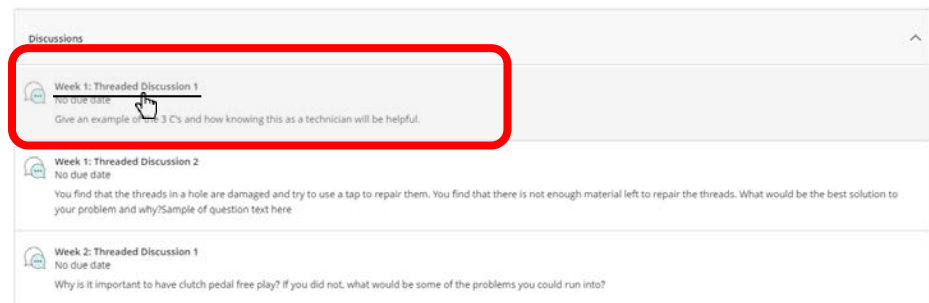 Discussions
Week 1: Threaded Discussion 1
No due date
Give an example of the 3 C's and how knowing this as a technician will be helpful.
Week 1: Threaded Discussion 2
No due date
You find that the threads in a hole are damaged and try to use a tap to repair them. You find that there is not enough material left to repair the threads. What would be the best solution to
your problem and why?Sample of question text here
Week 2: Threaded Discussion 1
No due date
Why is it important to have clutch pedal free play? If you did not, what would be some of the problems you could run into?